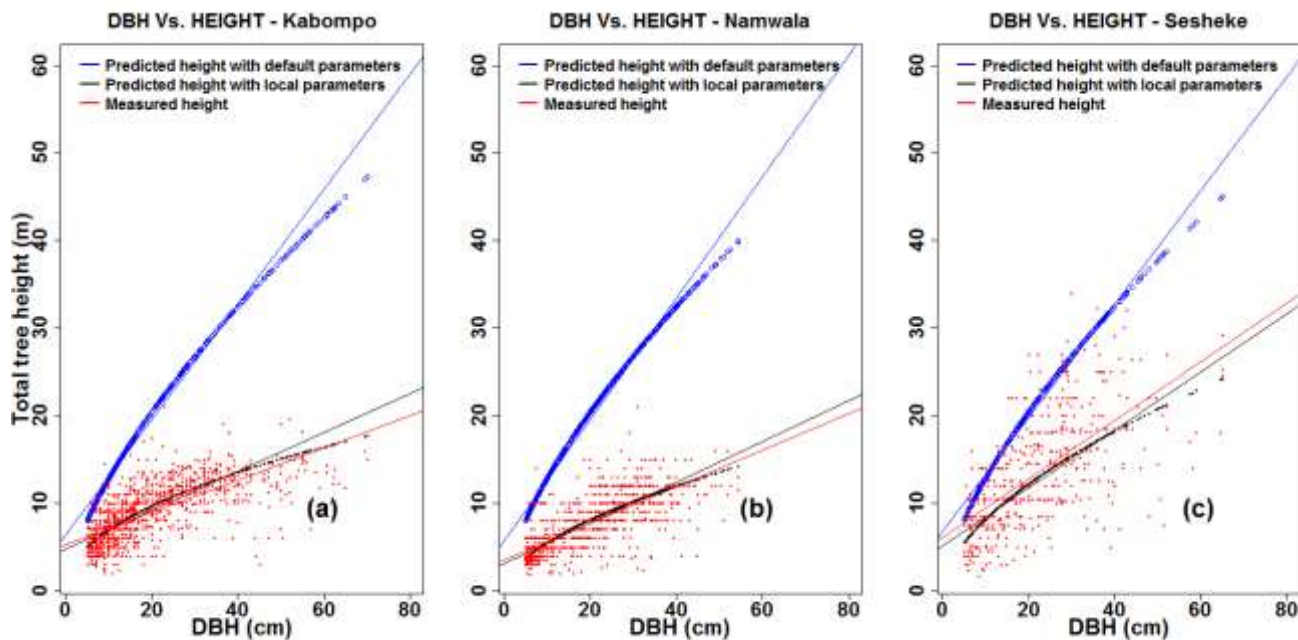 DBH Vs. HEIGHT - Kabompo
Total tree height (m)
0 10 20 30 40 50 60
Predicted height with default parameters
Predicted height with local parameters
Measured height
(a)
0 20 40 60 80
DBH (cm)
DBH Vs. HEIGHT - Namwala
0 10 20 30 40 50 60
Predicted height with default parameters
Predicted height with local parameters
Measured height
(b)
0 20 40 60 80
DBH (cm)
DBH Vs. HEIGHT - Sesheke
0 10 20 30 40 50 60
Predicted height with default parameters
Predicted height with local parameters
Measured height
(c)
0 20 40 60 80
DBH (cm)